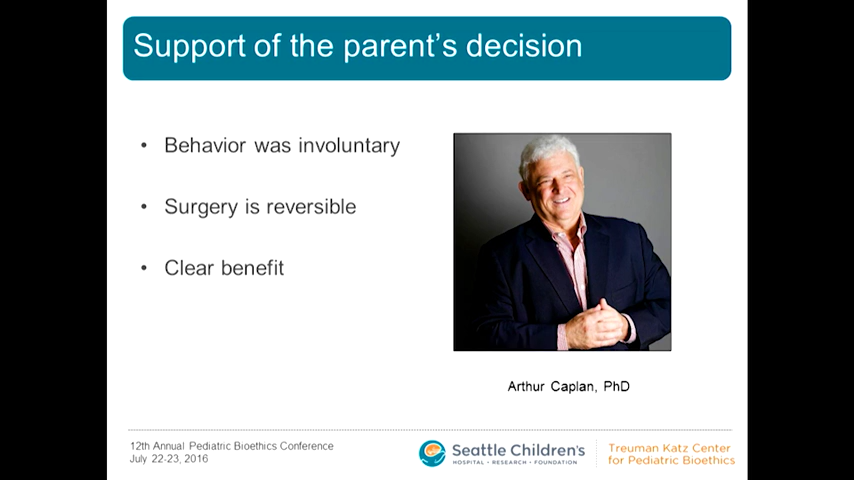 Support of the parent's decision
• Behavior was involuntary
• Surgery is reversible
• Clear benefit
Arthur Caplan, PhD
12th Annual Pediatric Bioethics Conference
July 22-23, 2016
Seattle Children's
HOSPITAL • RESEARCH • FOUNDATION
Treuman Katz Center
for Pediatric Bioethics